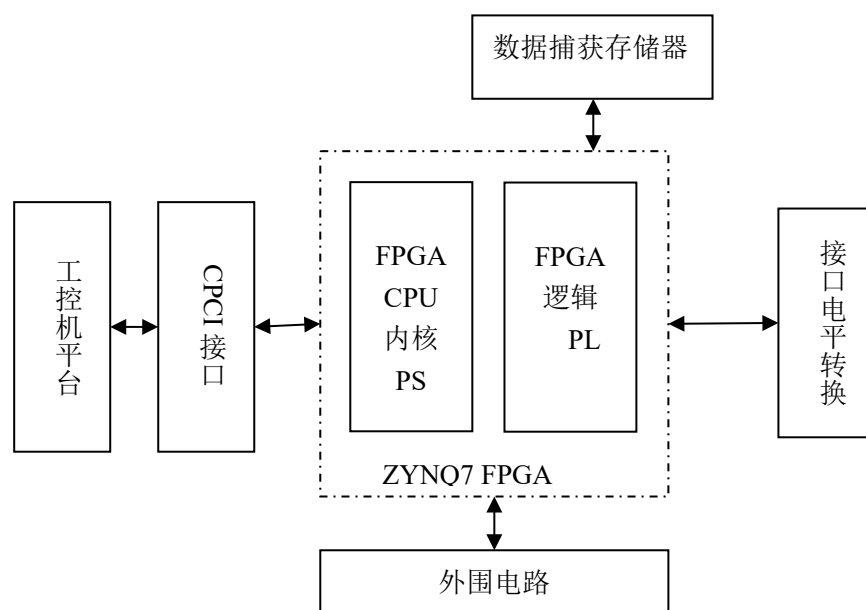 数据捕获存储器
工控机平台
CPCI 接口
FPGA
CPU
内核
PS
FPGA
逻辑
PL
接口电平转换
ZYNQ7 FPGA
外围电路